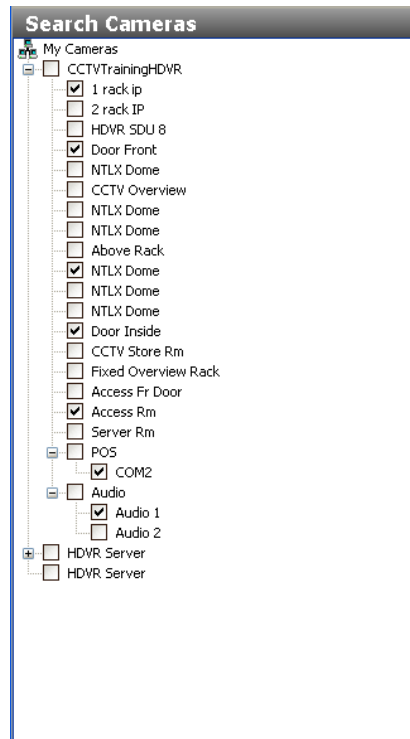 Search Cameras
My Cameras
CCTVTrainingHDVR
1 rack ip
2 rack IP
HDVR SDU 8
Door Front
NTLX Dome
CCTV Overview
NTLX Dome
NTLX Dome
Above Rack
NTLX Dome
NTLX Dome
NTLX Dome
Door Inside
CCTV Store Rm
Fixed Overview Rack
Access Fr Door
Access Rm
Server Rm
POS
COM2
Audio
Audio 1
Audio 2
HDVR Server
HDVR Server